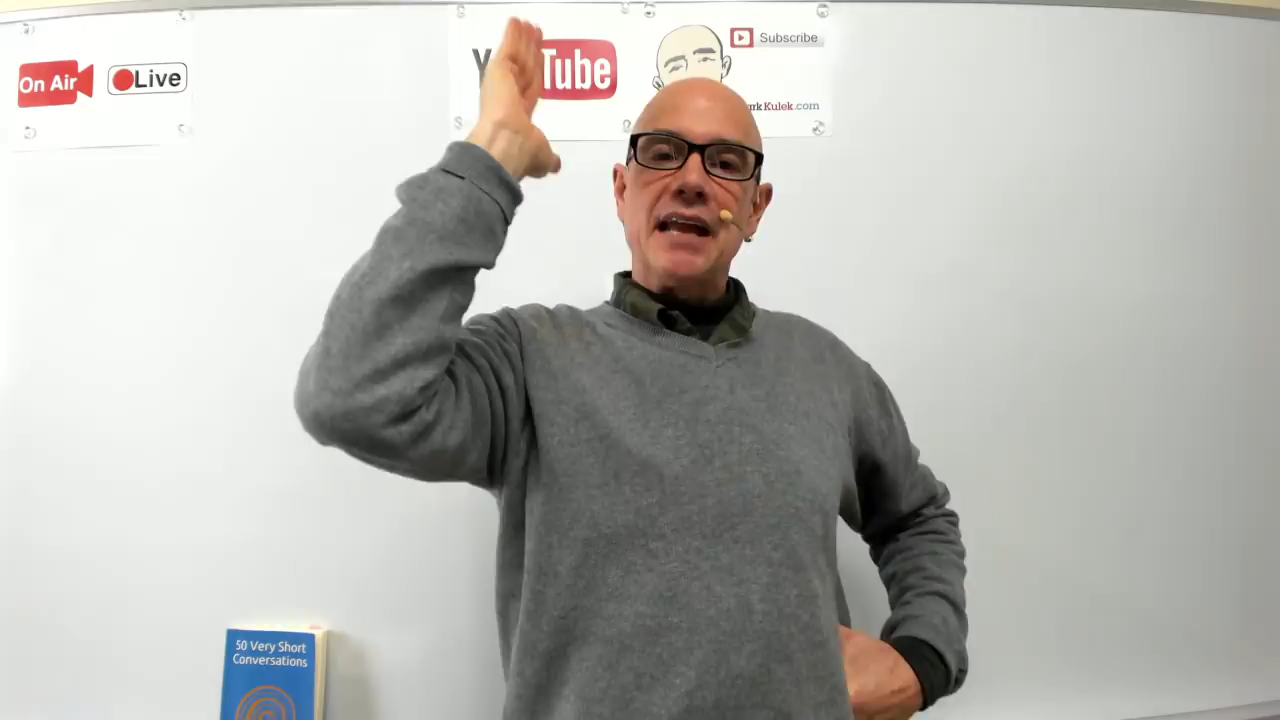 On Air
Live
Tube
Subscribe
Kulek.com
50 Very Short
Conversations